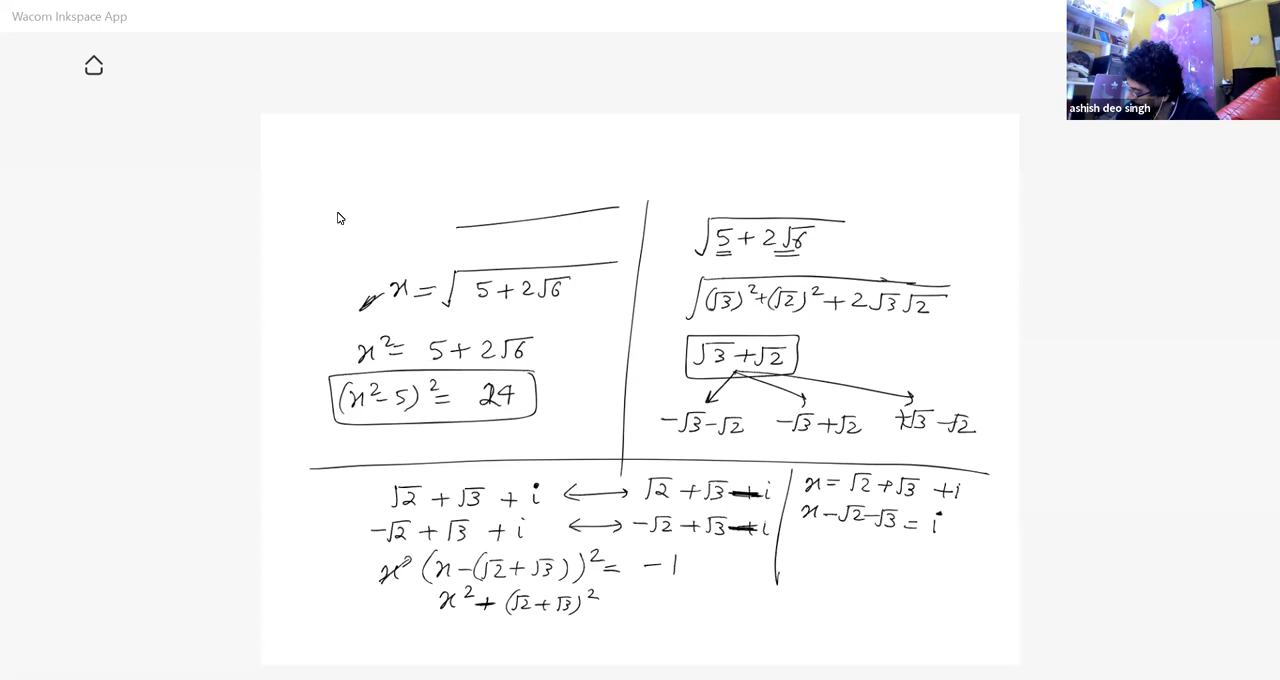 Wacom Inkspace App
ashish deo singh
x = √(5 + 2√6)
x² = 5 + 2√6
(x² - 5)² = 24
√(5 + 2√6)
√((√3)² + (√2)² + 2√3√2)
√3 + √2
-√3 - √2   -√3 + √2   +√3 - √2
√2 + √3 + i ⟷ √2 + √3 - i
-√2 + √3 + i ⟷ -√2 + √3 - i
(x - (√2 + √3))² = -1
x² + (√2 + √3)²
x = √2 + √3 + i
x - √2 - √3 = i